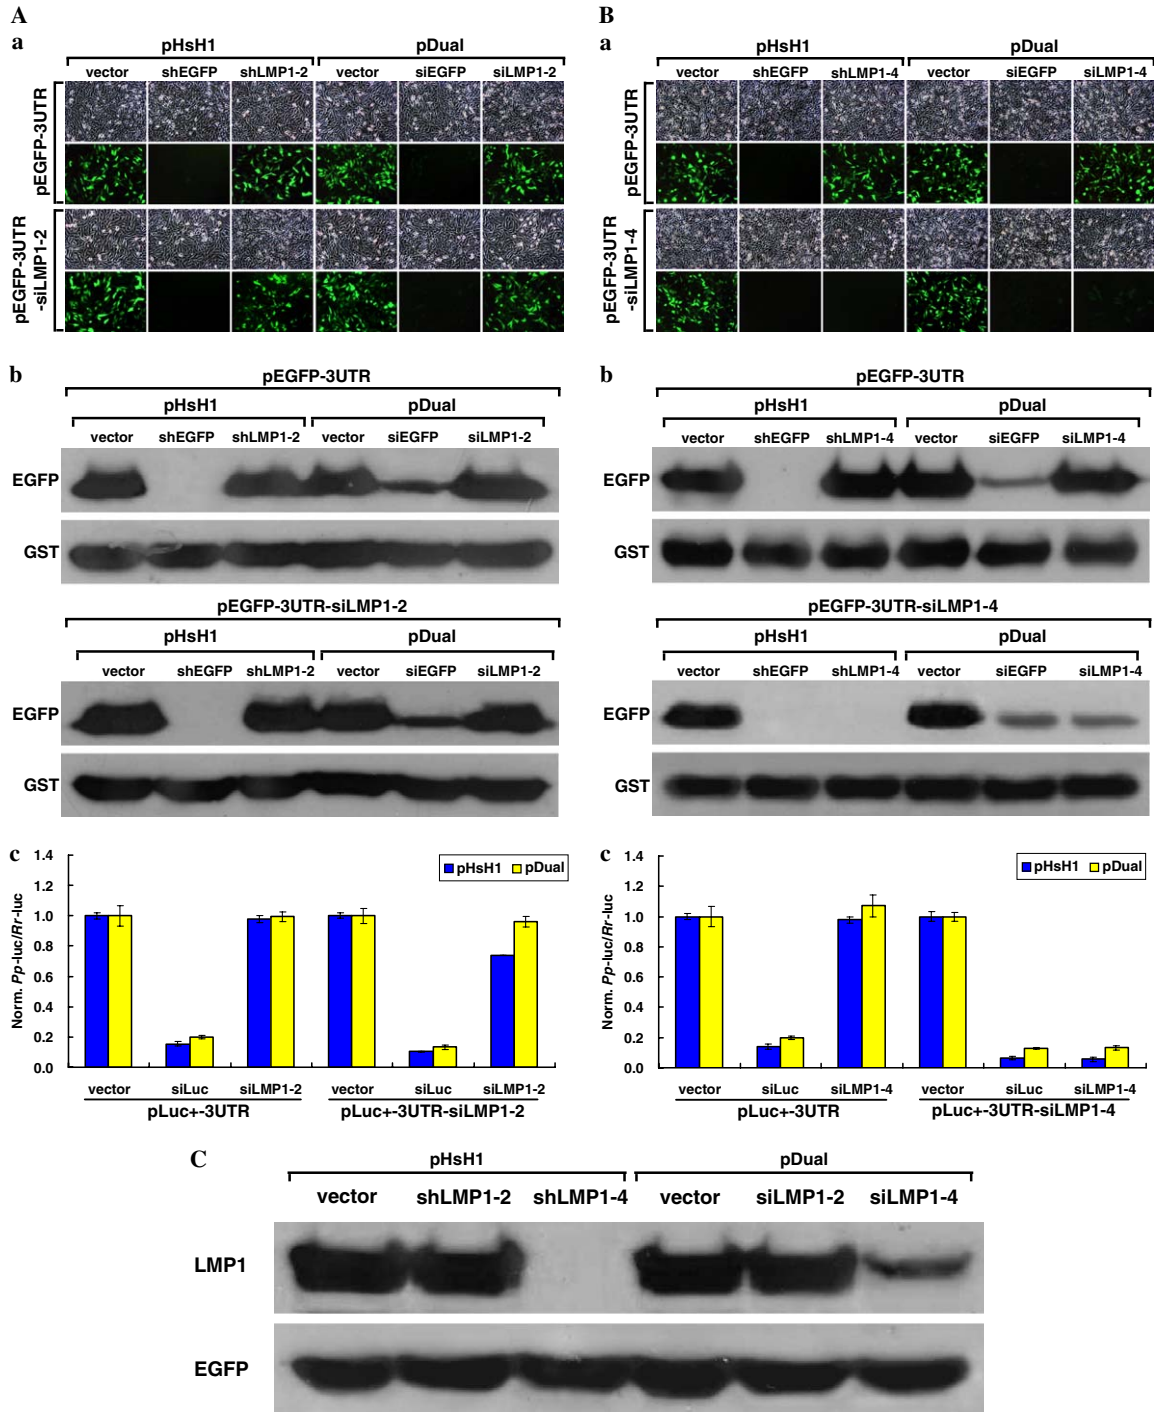 A
a
pHsH1 pDual
vector shEGFP shLMP1-2 vector siEGFP siLMP1-2
pEGFP-3UTR
pEGFP-3UTR
-siLMP1-2
b
pEGFP-3UTR
pHsH1 pDual
vector shEGFP shLMP1-2 vector siEGFP siLMP1-2
EGFP
GST
pEGFP-3UTR-siLMP1-2
pHsH1 pDual
vector shEGFP shLMP1-2 vector siEGFP siLMP1-2
EGFP
GST
c
Norm. Pp-luc/Rr-luc
1.4
1.2
1.0
0.8
0.6
0.4
0.2
0.0
pHsH1 pDual
vector siLuc siLMP1-2 vector siLuc siLMP1-2
pLuc+-3UTR pLuc+-3UTR-siLMP1-2
B
a
pHsH1 pDual
vector shEGFP shLMP1-4 vector siEGFP siLMP1-4
pEGFP-3UTR
pEGFP-3UTR
-siLMP1-4
b
pEGFP-3UTR
pHsH1 pDual
vector shEGFP shLMP1-4 vector siEGFP siLMP1-4
EGFP
GST
pEGFP-3UTR-siLMP1-4
pHsH1 pDual
vector shEGFP shLMP1-4 vector siEGFP siLMP1-4
EGFP
GST
c
Norm. Pp-luc/Rr-luc
1.4
1.2
1.0
0.8
0.6
0.4
0.2
0.0
pHsH1 pDual
vector siLuc siLMP1-4 vector siLuc siLMP1-4
pLuc+-3UTR pLuc+-3UTR-siLMP1-4
C
pHsH1 pDual
vector shLMP1-2 shLMP1-4 vector siLMP1-2 siLMP1-4
LMP1
EGFP